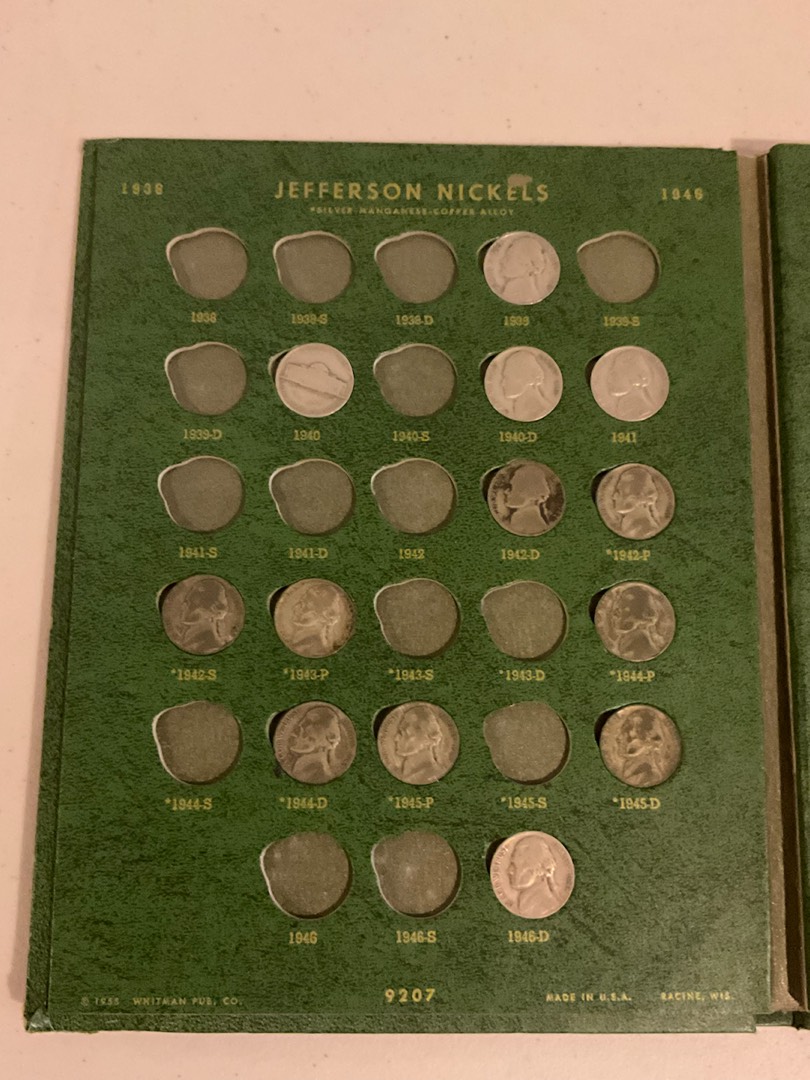 1938 JEFFERSON NICKELS 1946
*SILVER-MANGANESE-COPPER ALLOY
1938 1938-S 1938-D 1939 1939-S
1939-D 1940 1940-S 1940-D 1941
1941-S 1941-D 1942 1942-D *1942-P
*1942-S *1943-P *1943-S *1943-D *1944-P
*1944-S *1944-D *1945-P *1945-S *1945-D
1946 1946-S 1946-D
WHITMAN PUB. CO. 9207 MADE IN U.S.A. RACINE, WIS.